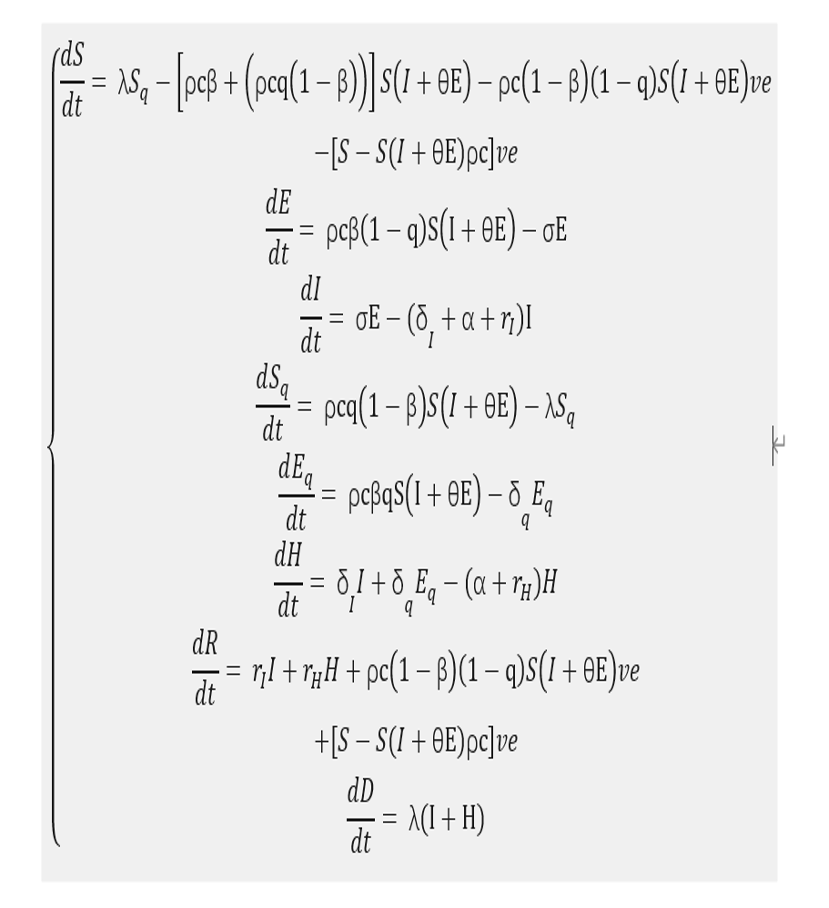 dS/dt = λS_q − [ρcβ + (ρcq(1 − β))] S(I + θE) − ρc(1 − β)(1 − q)S(I + θE)ve
−[S − S(I + θE)ρc]ve
dE/dt = ρcβ(1 − q)S(I + θE) − σE
dI/dt = σE − (δ_I + α + r_I)I
dS_q/dt = ρcq(1 − β)S(I + θE) − λS_q
dE_q/dt = ρcβqS(I + θE) − δ_q E_q
dH/dt = δ_I I + δ_q E_q − (α + r_H)H
dR/dt = r_I I + r_H H + ρc(1 − β)(1 − q)S(I + θE)ve
+[S − S(I + θE)ρc]ve
dD/dt = λ(I + H)